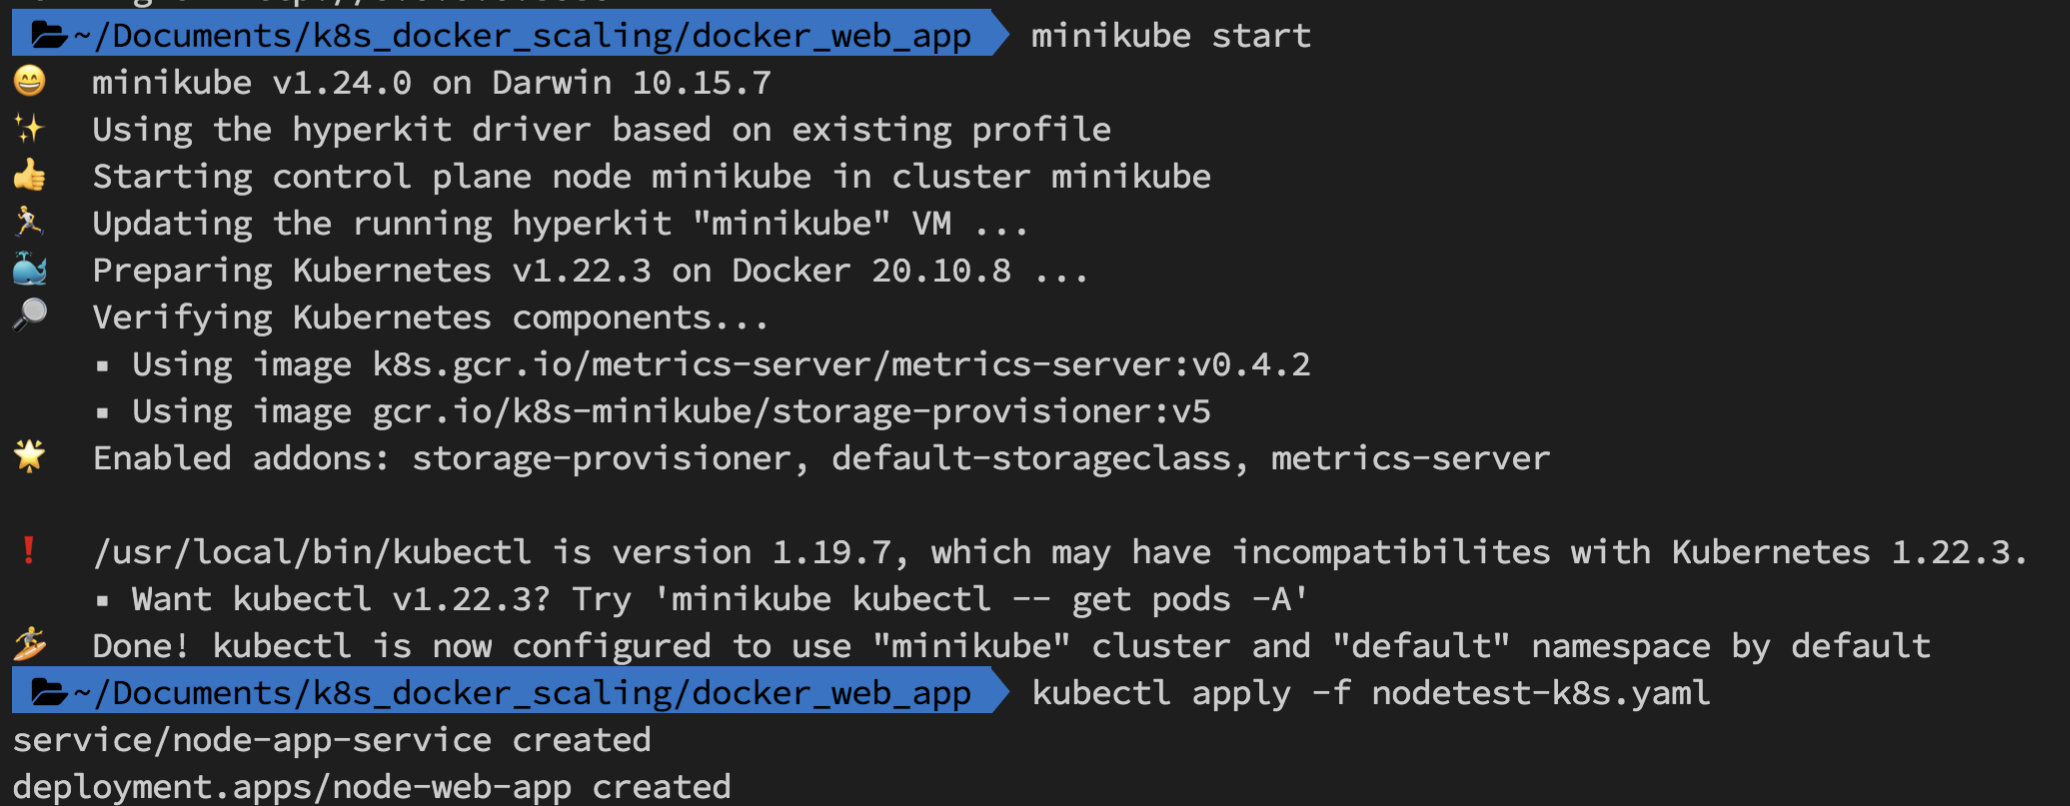 ~/Documents/k8s_docker_scaling/docker_web_app minikube start
minikube v1.24.0 on Darwin 10.15.7
Using the hyperkit driver based on existing profile
Starting control plane node minikube in cluster minikube
Updating the running hyperkit "minikube" VM ...
Preparing Kubernetes v1.22.3 on Docker 20.10.8 ...
Verifying Kubernetes components...
▪ Using image k8s.gcr.io/metrics-server/metrics-server:v0.4.2
▪ Using image gcr.io/k8s-minikube/storage-provisioner:v5
Enabled addons: storage-provisioner, default-storageclass, metrics-server
/usr/local/bin/kubectl is version 1.19.7, which may have incompatibilites with Kubernetes 1.22.3.
▪ Want kubectl v1.22.3? Try 'minikube kubectl -- get pods -A'
Done! kubectl is now configured to use "minikube" cluster and "default" namespace by default
~/Documents/k8s_docker_scaling/docker_web_app kubectl apply -f nodetest-k8s.yaml
service/node-app-service created
deployment.apps/node-web-app created